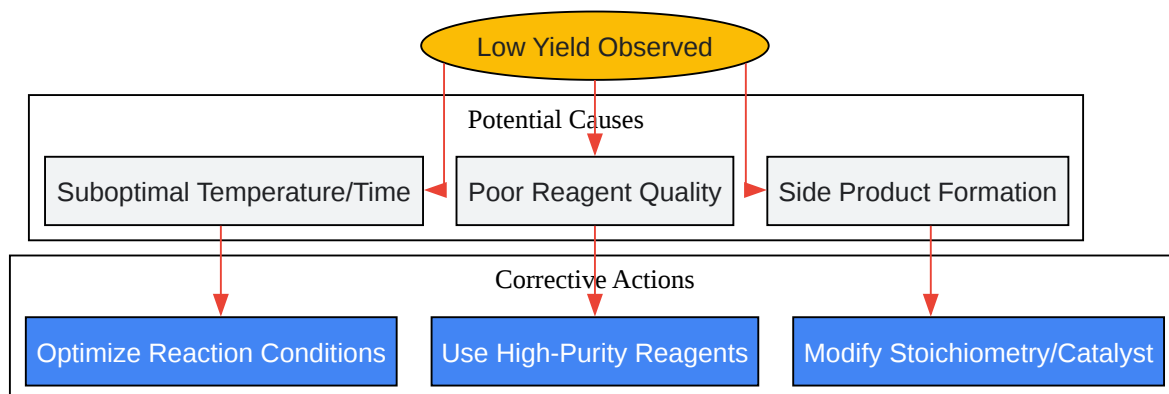 Low Yield Observed
Potential Causes
Suboptimal Temperature/Time
Poor Reagent Quality
Side Product Formation
Corrective Actions
Optimize Reaction Conditions
Use High-Purity Reagents
Modify Stoichiometry/Catalyst